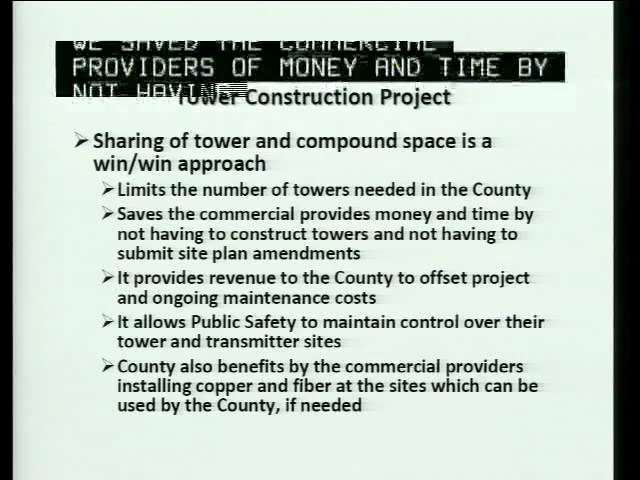 WE SAVED THE COMMERCIAL
PROVIDERS OF MONEY AND TIME BY
NOT HAVING
Tower Construction Project
Sharing of tower and compound space is a
win/win approach
Limits the number of towers needed in the County
Saves the commercial provides money and time by
not having to construct towers and not having to
submit site plan amendments
It provides revenue to the County to offset project
and ongoing maintenance costs
It allows Public Safety to maintain control over their
tower and transmitter sites
County also benefits by the commercial providers
installing copper and fiber at the sites which can be
used by the County, if needed